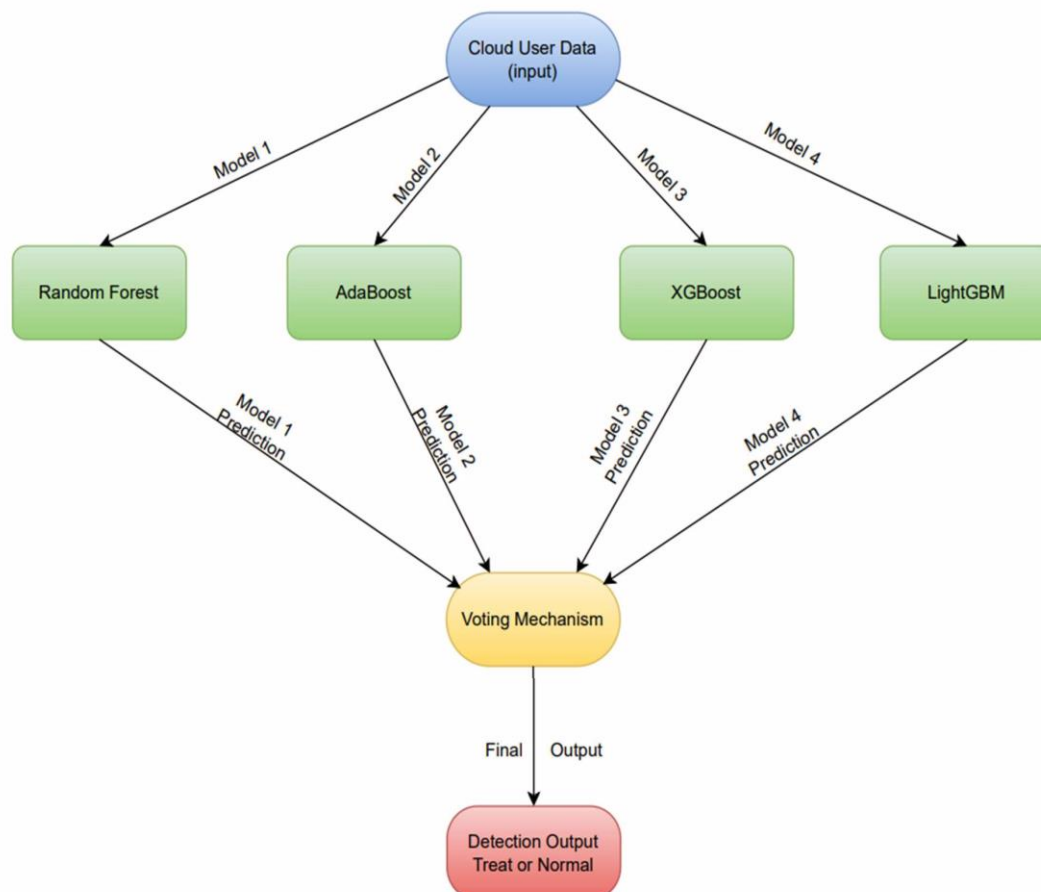 Cloud User Data
(input)
Model 1
Model 2
Model 3
Model 4
Random Forest
AdaBoost
XGBoost
LightGBM
Model 1
Prediction
Model 2
Prediction
Model 3
Prediction
Model 4
Prediction
Voting Mechanism
Final Output
Detection Output
Treat or Normal